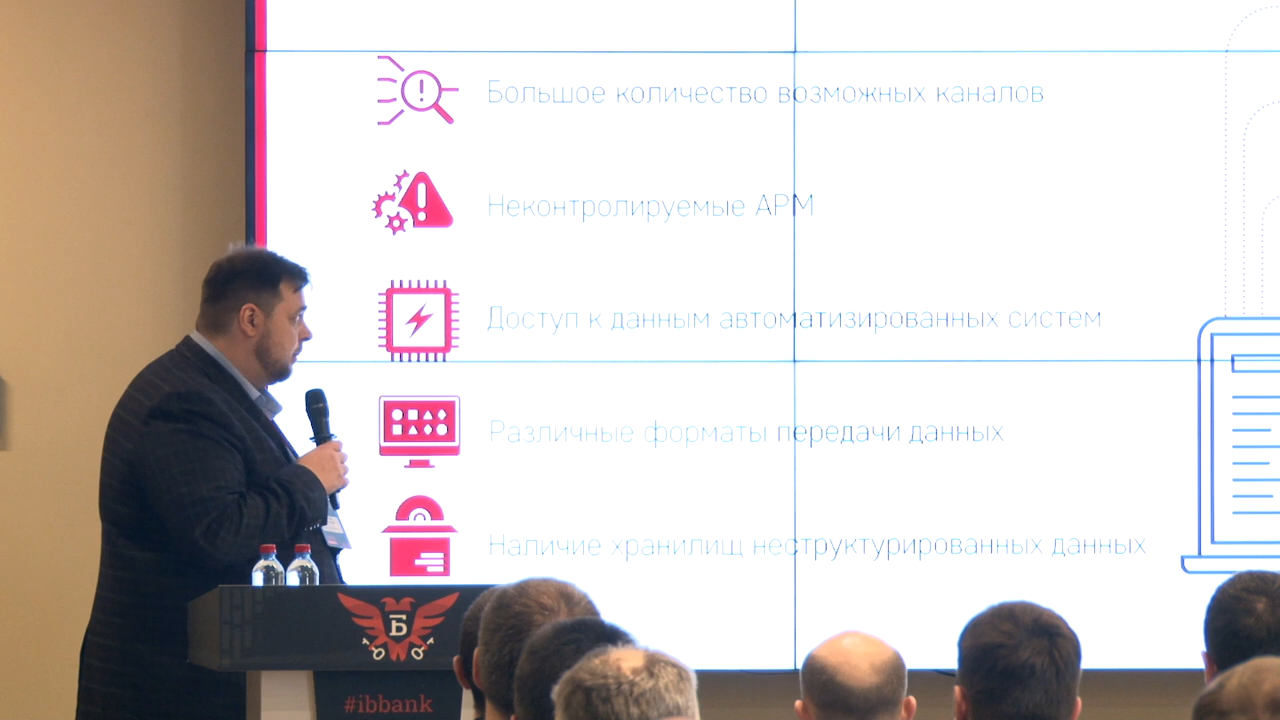 Большое количество возможных каналов
Неконтролируемые АРМ
Доступ к данным автоматизированных систем
Различные форматы передачи данных
Наличие хранилищ неструктурированных данных
Б
#ibbank